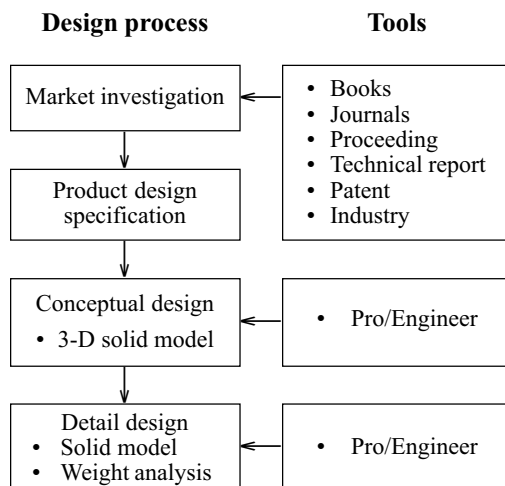 Design process
Tools
Market investigation
• Books
• Journals
• Proceeding
• Technical report
• Patent
• Industry
Product design
specification
Conceptual design
• 3-D solid model
• Pro/Engineer
Detail design
• Solid model
• Weight analysis
• Pro/Engineer